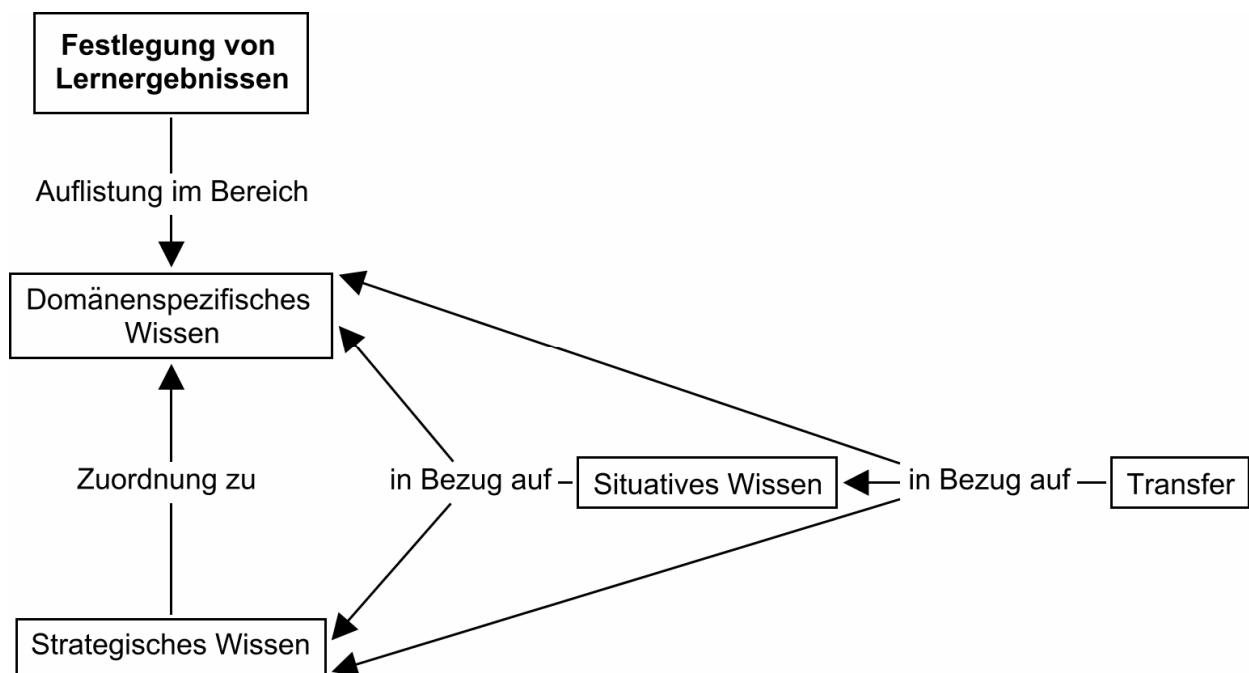 Festlegung von
Lernergebnissen
Auflistung im Bereich
Domänenspezifisches
Wissen
Zuordnung zu
in Bezug auf
Situatives Wissen
in Bezug auf
Transfer
Strategisches Wissen